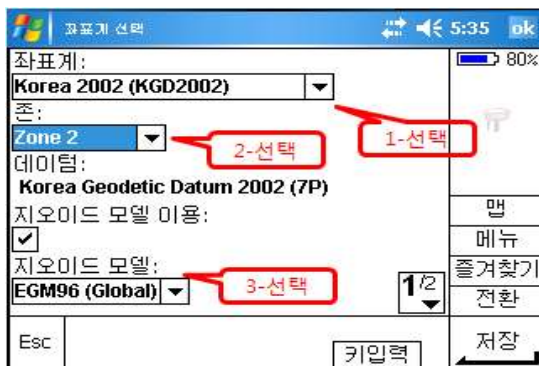 좌표계 선택
5:35
ok
좌표계:
Korea 2002 (KGD2002)
80%
1-선택
존:
Zone 2
2-선택
데이텀:
Korea Geodetic Datum 2002 (7P)
지오이드 모델 이용:
맵
메뉴
지오이드 모델:
EGM96 (Global)
3-선택
1/2
즐겨찾기
전환
Esc
키입력
저장